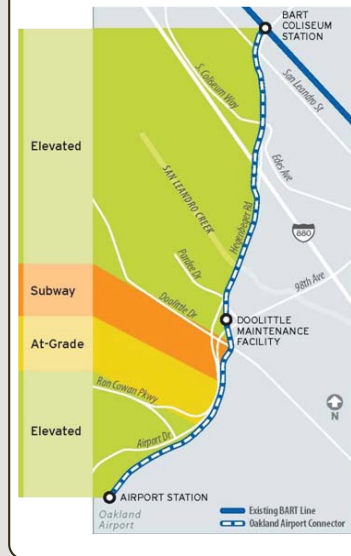 BART
COLISEUM
STATION
San Leandro St
S. Coliseum Way
Elevated
Edes Ave
SAN LEANDRO CREEK
Hegenberger Rd
880
Pardee Dr
98th Ave
Subway
Doolittle Dr
DOOLITTLE
MAINTENANCE
FACILITY
At-Grade
Ron Cowan Pkwy
Elevated
Airport Dr
N
AIRPORT STATION
Oakland
Airport
Existing BART Line
Oakland Airport Connector